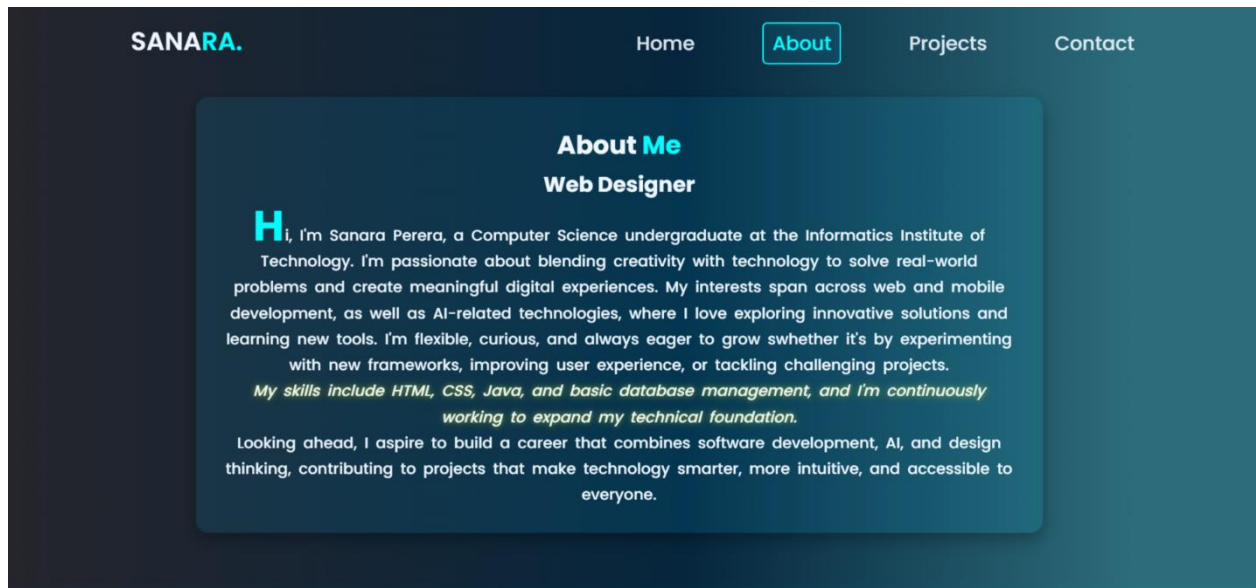 SANARA.
Home About Projects Contact
About Me
Web Designer
Hi, I'm Sanara Perera, a Computer Science undergraduate at the Informatics Institute of
Technology. I'm passionate about blending creativity with technology to solve real-world
problems and create meaningful digital experiences. My interests span across web and mobile
development, as well as AI-related technologies, where I love exploring innovative solutions and
learning new tools. I'm flexible, curious, and always eager to grow swhether it's by experimenting
with new frameworks, improving user experience, or tackling challenging projects.
My skills include HTML, CSS, Java, and basic database management, and I'm continuously
working to expand my technical foundation.
Looking ahead, I aspire to build a career that combines software development, AI, and design
thinking, contributing to projects that make technology smarter, more intuitive, and accessible to
everyone.